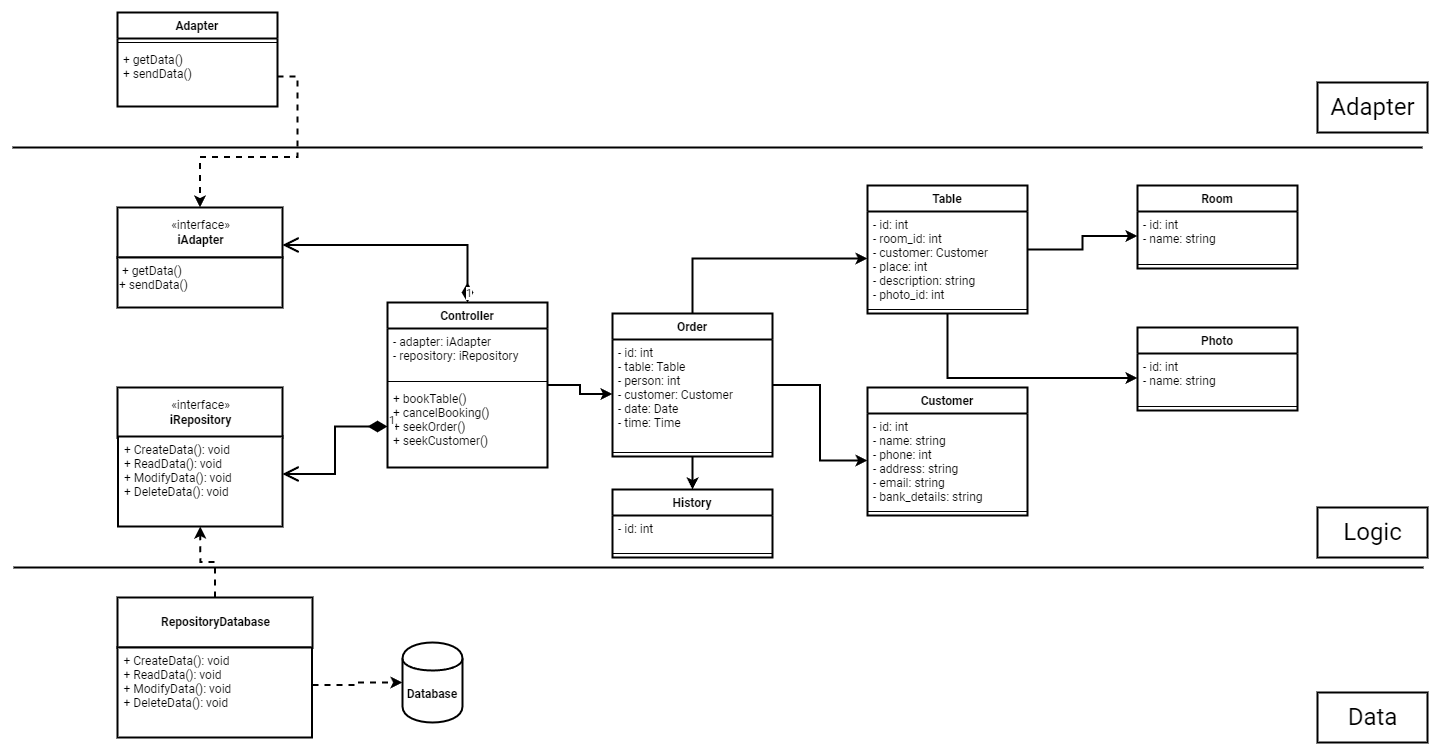 Adapter
+ getData()
+ sendData()
Adapter
«interface»
iAdapter
+ getData()
+ sendData()
1
Controller
- adapter: iAdapter
- repository: iRepository
+ bookTable()
+ cancelBooking()
+ seekOrder()
+ seekCustomer()
1
«interface»
iRepository
+ CreateData(): void
+ ReadData(): void
+ ModifyData(): void
+ DeleteData(): void
Order
- id: int
- table: Table
- person: int
- customer: Customer
- date: Date
- time: Time
History
- id: int
Table
- id: int
- room_id: int
- customer: Customer
- place: int
- description: string
- photo_id: int
Customer
- id: int
- name: string
- phone: int
- address: string
- email: string
- bank_details: string
Room
- id: int
- name: string
Photo
- id: int
- name: string
Logic
RepositoryDatabase
+ CreateData(): void
+ ReadData(): void
+ ModifyData(): void
+ DeleteData(): void
Database
Data